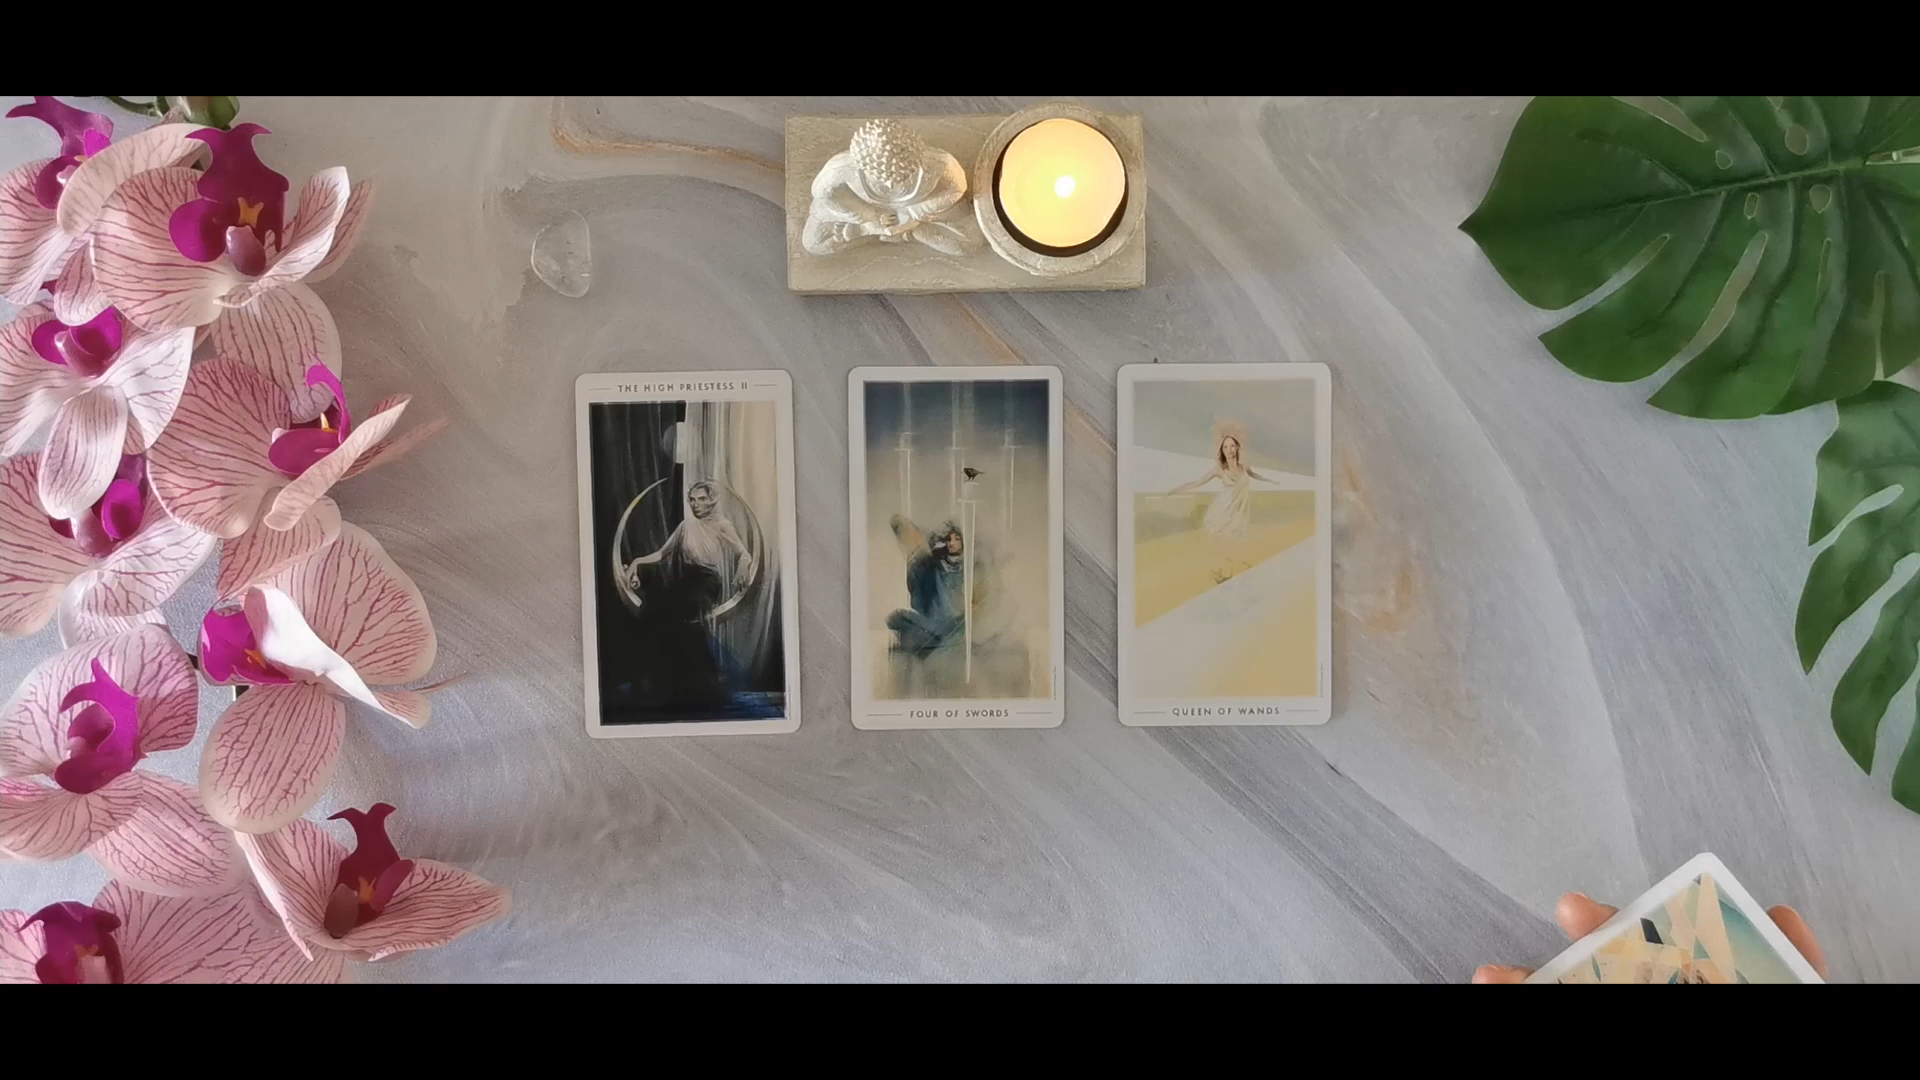 THE HIGH PRIESTESS II
FOUR OF SWORDS
QUEEN OF WANDS